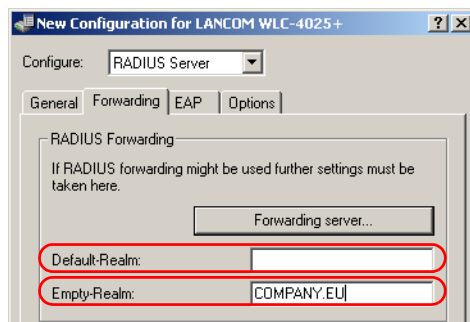 New Configuration for LANCOM WLC-4025+
Configure: RADIUS Server
General Forwarding EAP Options
RADIUS Forwarding
If RADIUS forwarding might be used further settings must be
taken here.
Forwarding server...
Default-Realm:
Empty-Realm: COMPANY.EU